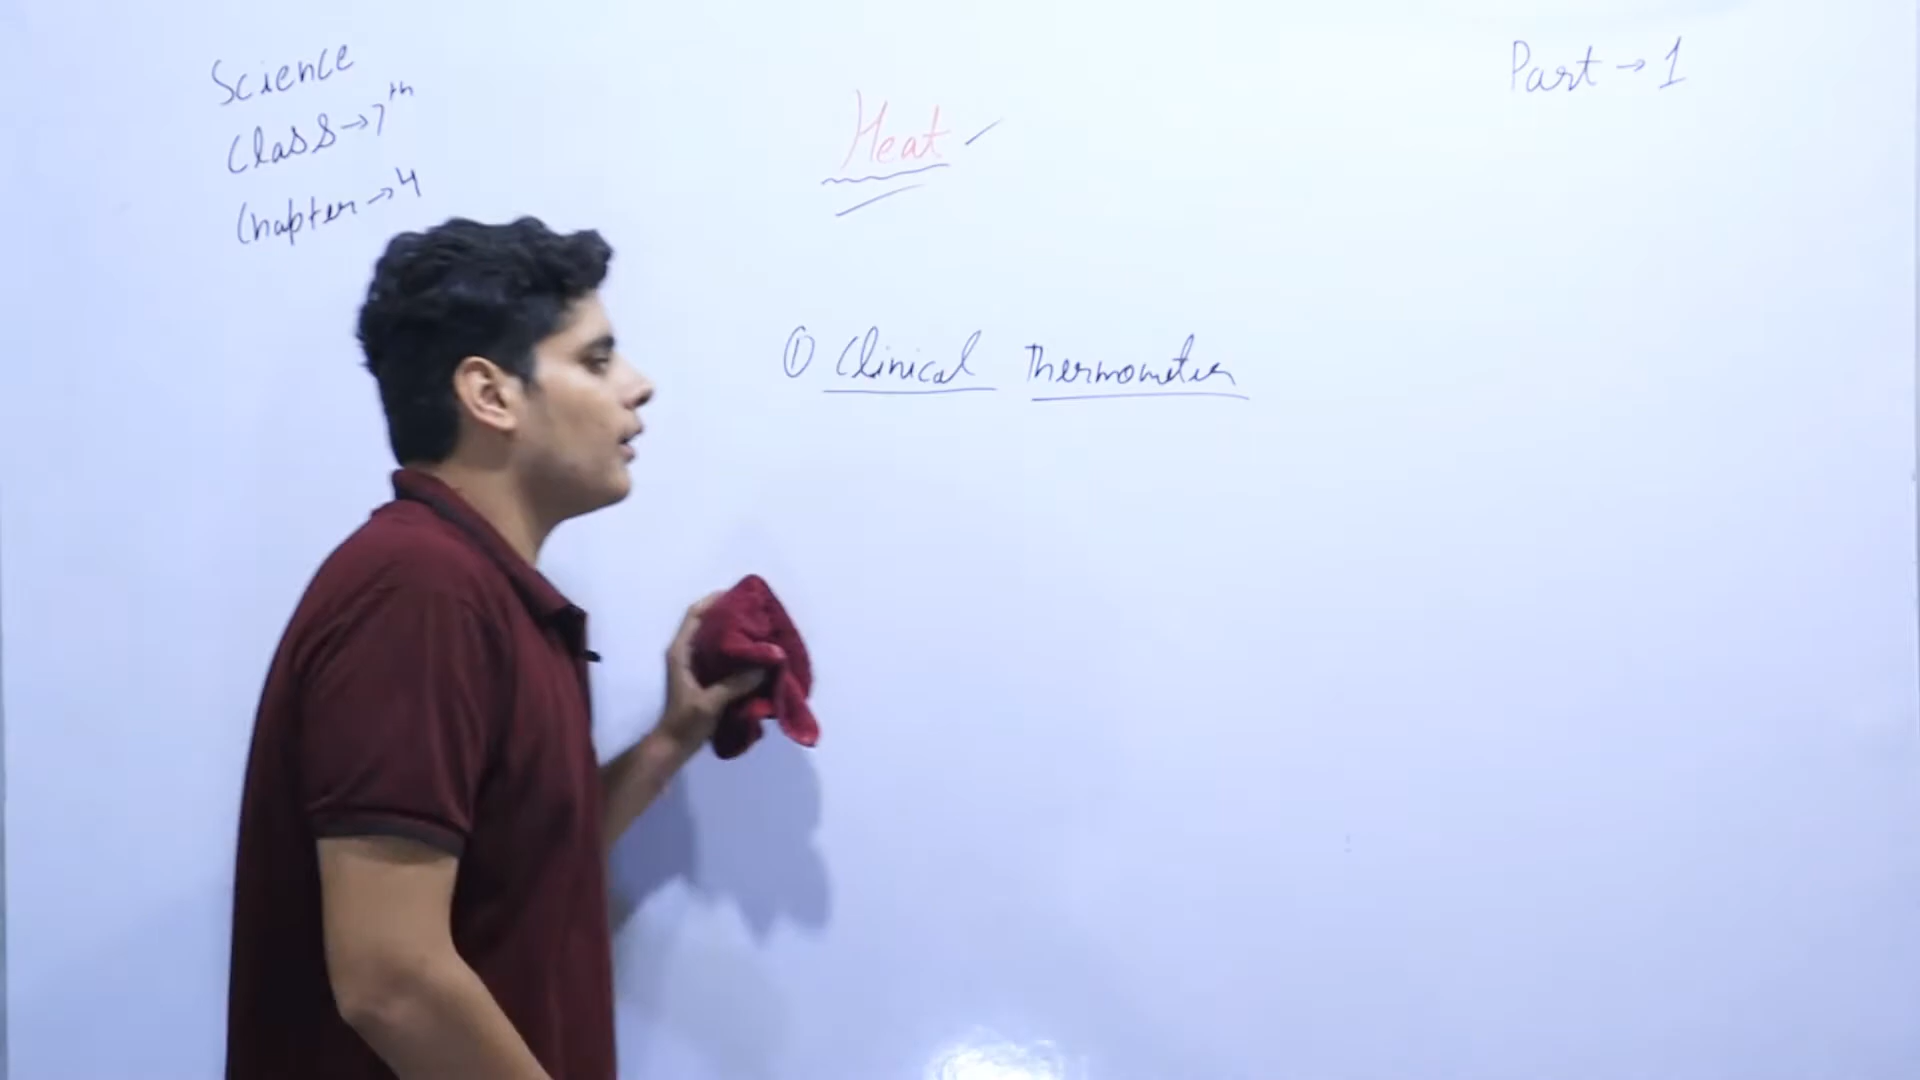 Science
Class→7th
Chapter→4
Part→1
Heat
① Clinical Thermometer